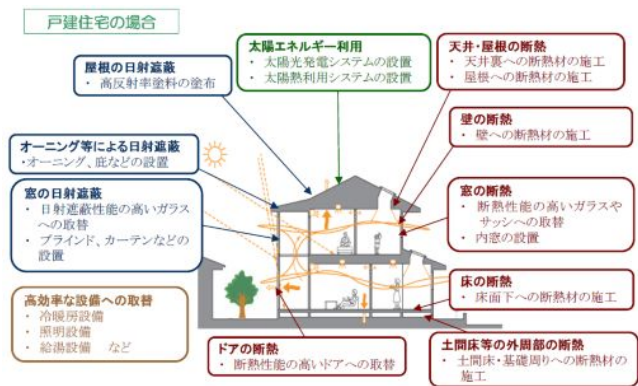 戸建住宅の場合
太陽エネルギー利用
・ 太陽光発電システムの設置
・ 太陽熱利用システムの設置
天井・屋根の断熱
・ 天井裏への断熱材の施工
・ 屋根への断熱材の施工
屋根の日射遮蔽
・ 高反射率塗料の塗布
壁の断熱
・ 壁への断熱材の施工
オーニング等による日射遮蔽
・オーニング、庇などの設置
窓の日射遮蔽
・ 日射遮蔽性能の高いガラス
への取替
・ ブラインド、カーテンなどの
設置
窓の断熱
・ 断熱性能の高いガラスや
サッシへの取替
・ 内窓の設置
床の断熱
・ 床面下への断熱材の施工
高効率な設備への取替
・ 冷暖房設備
・ 照明設備
・ 給湯設備 など
ドアの断熱
・ 断熱性能の高いドアへの取替
土間床等の外周部の断熱
・ 土間床・基礎周りへの断熱材
の施工